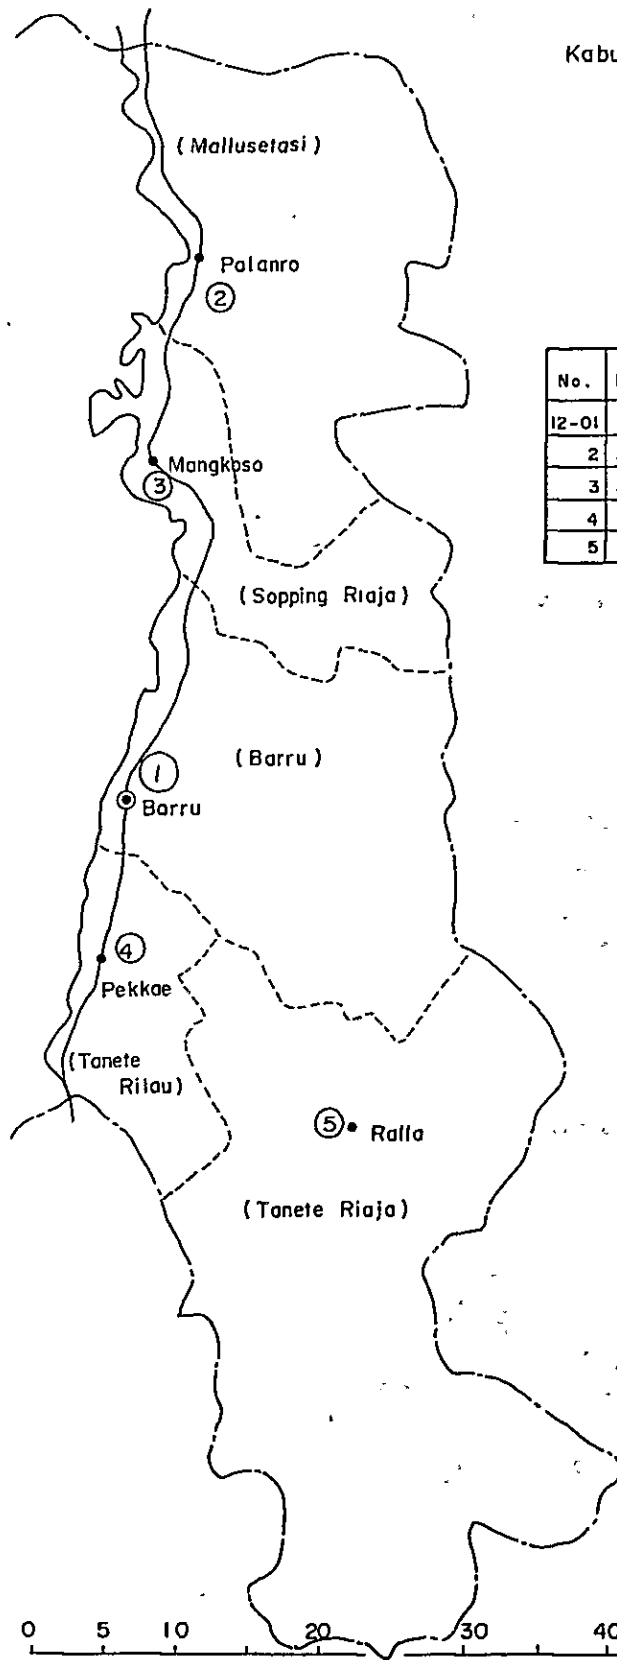 Kabu
(Mallusetasi)
Palanro
2
No.
12-01
2
3
4
5
Mangkoso
3
(Sopping Riaja)
(Barru)
1
Barru
4
Pekkae
(Tanete
Rilau)
5
Ralla
(Tanete Riaja)
0 5 10 20 30 40